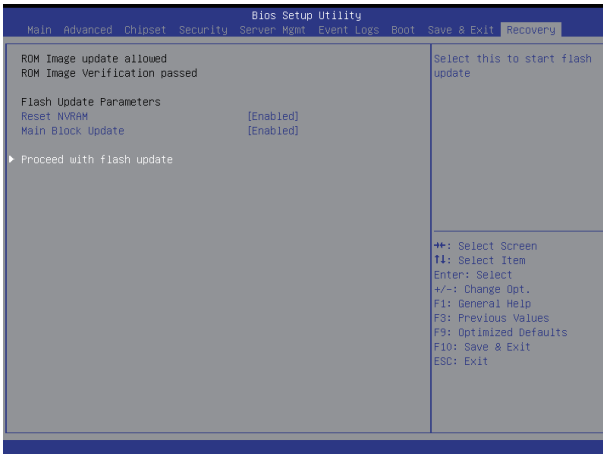 Bios Setup Utility
Main Advanced Chipset Security Server Mgmt Event Logs Boot Save & Exit Recovery
ROM Image update allowed
ROM Image Verification passed
Flash Update Parameters
Reset NVRAM [Enabled]
Main Block Update [Enabled]
▶ Proceed with flash update
Select this to start flash
update
→←: Select Screen
↑↓: Select Item
Enter: Select
+/-: Change Opt.
F1: General Help
F3: Previous Values
F9: Optimized Defaults
F10: Save & Exit
ESC: Exit